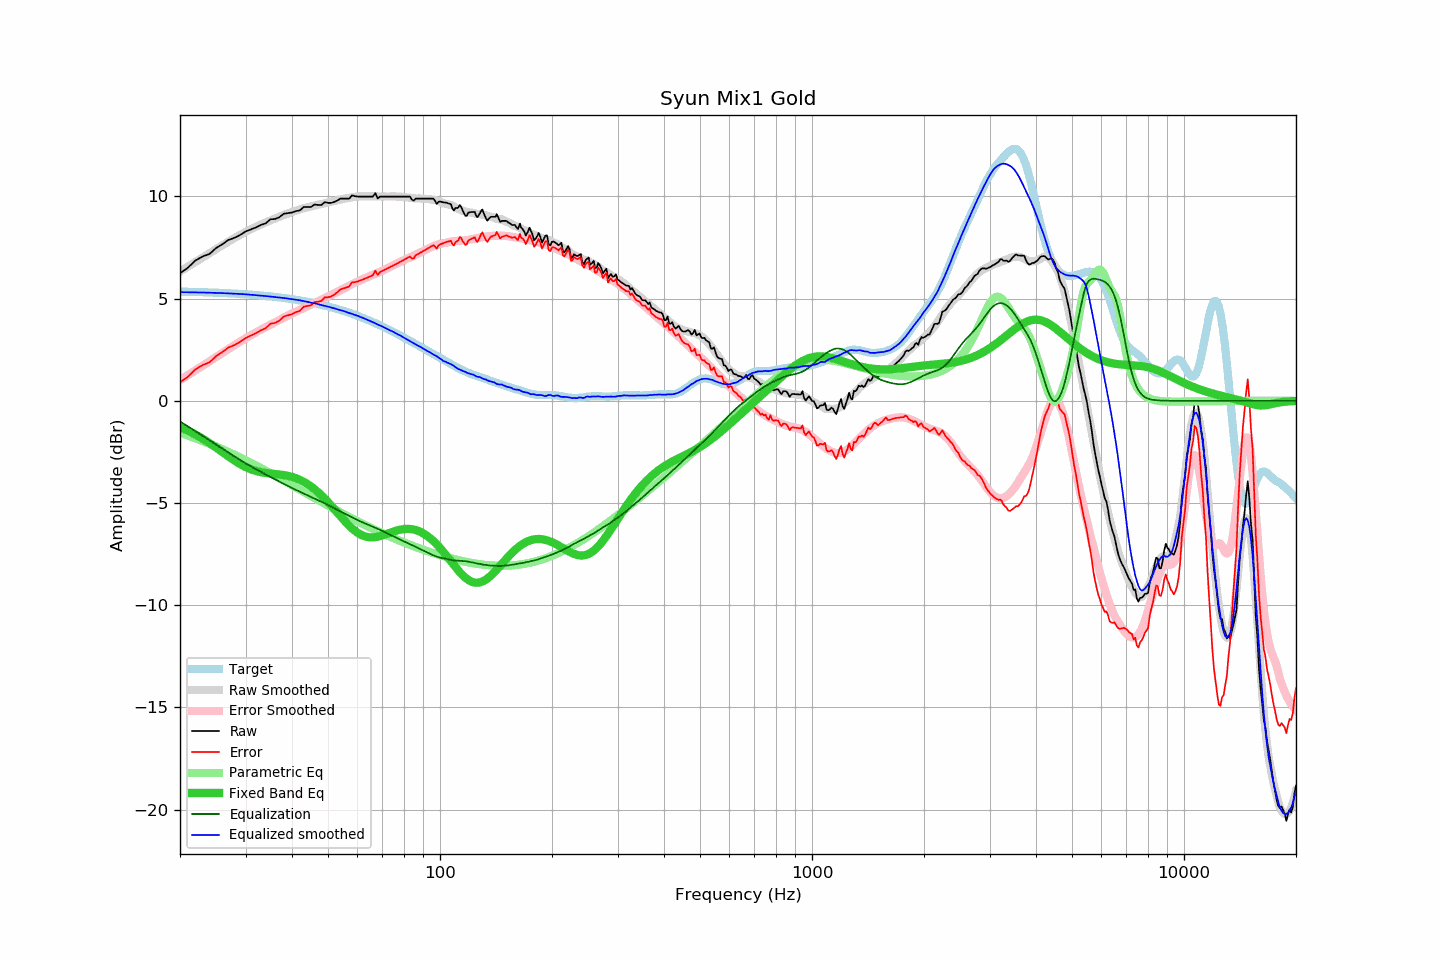 Syun Mix1 Gold
Amplitude (dBr)
10
5
0
−5
−10
−15
−20
Target
Raw Smoothed
Error Smoothed
Raw
Error
Parametric Eq
Fixed Band Eq
Equalization
Equalized smoothed
100
1000
10000
Frequency (Hz)